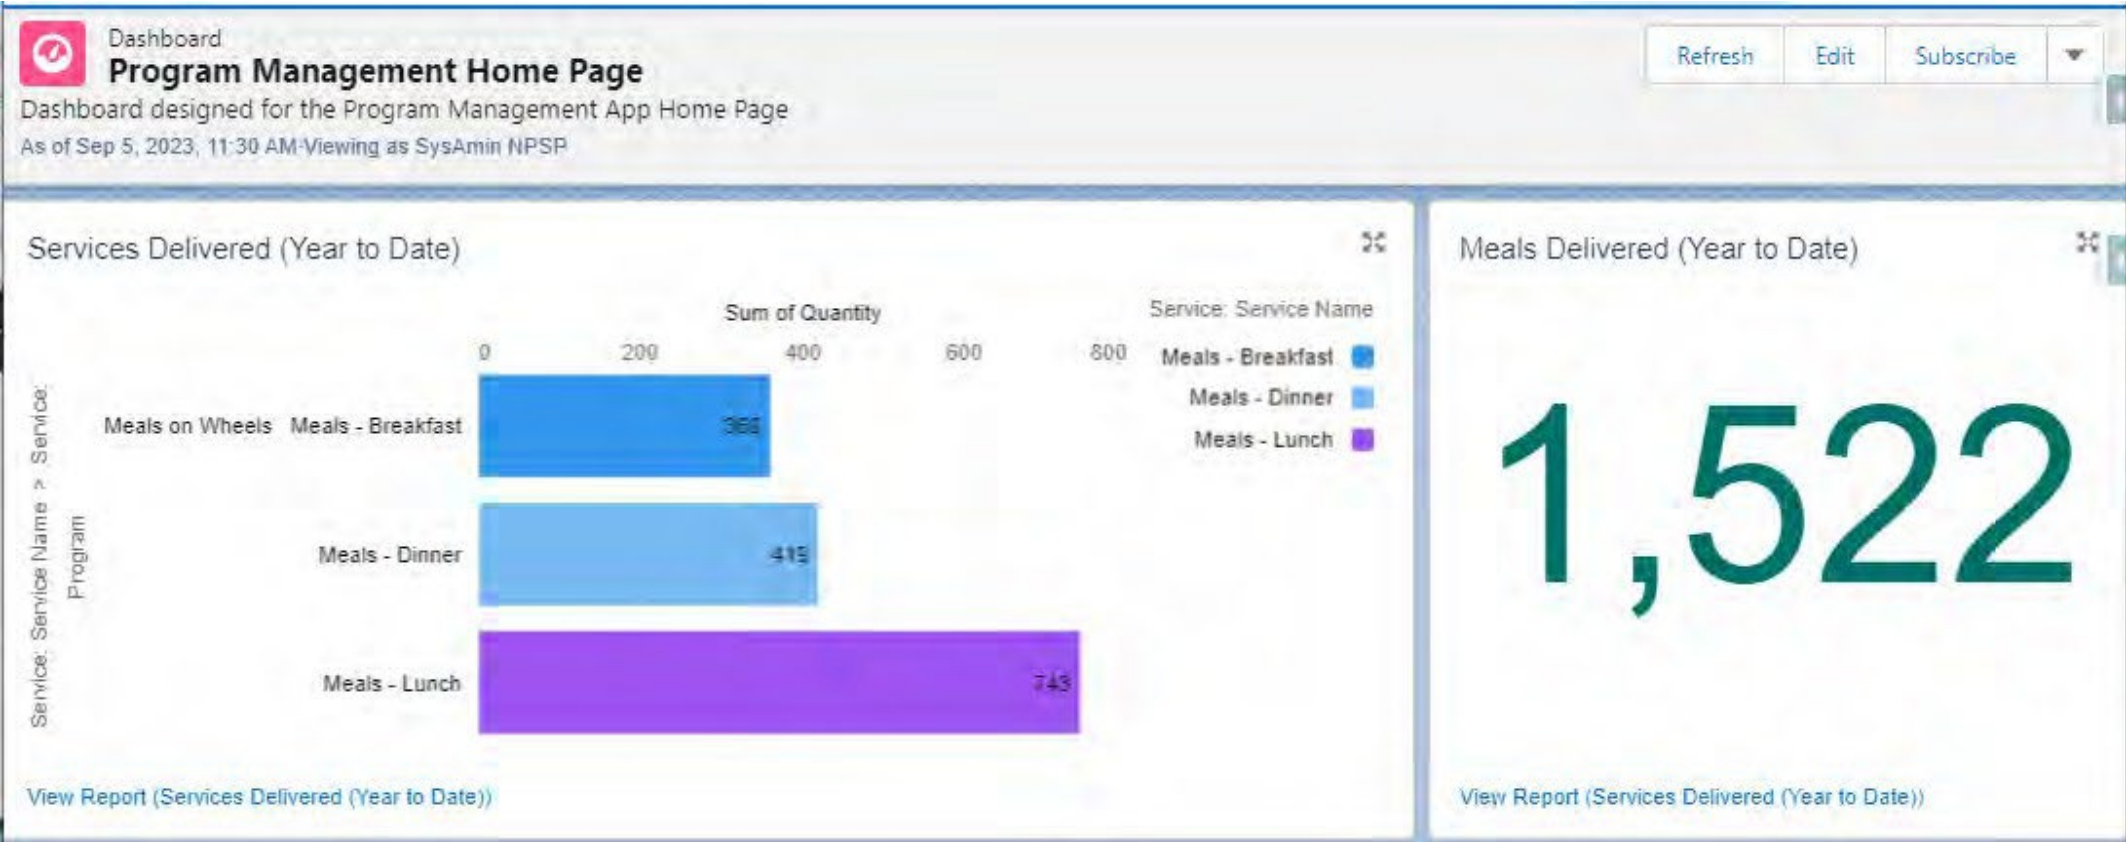 Dashboard
Program Management Home Page
Dashboard designed for the Program Management App Home Page
As of Sep 5, 2023, 11:30 AM·Viewing as SysAmin NPSP
Refresh
Edit
Subscribe
Services Delivered (Year to Date)
Sum of Quantity
0 200 400 600 800
Service: Service Name > Service:
Program
Meals on Wheels Meals - Breakfast
Meals - Dinner
415
Meals - Lunch
743
Service: Service Name
Meals - Breakfast
Meals - Dinner
Meals - Lunch
View Report (Services Delivered (Year to Date))
Meals Delivered (Year to Date)
1,522
View Report (Services Delivered (Year to Date))